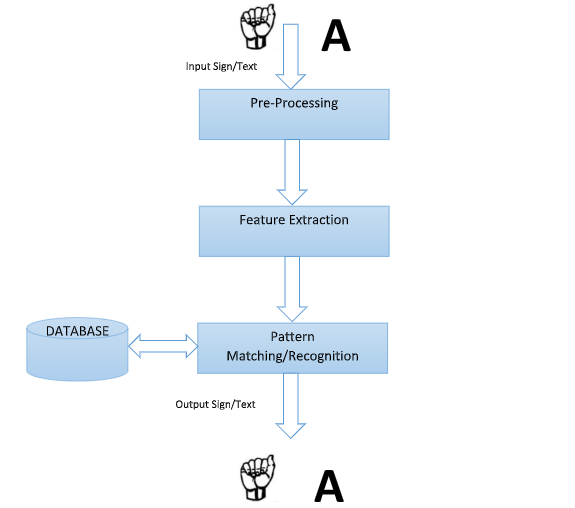 A
Input Sign/Text
Pre-Processing
Feature Extraction
DATABASE
Pattern
Matching/Recognition
Output Sign/Text
A